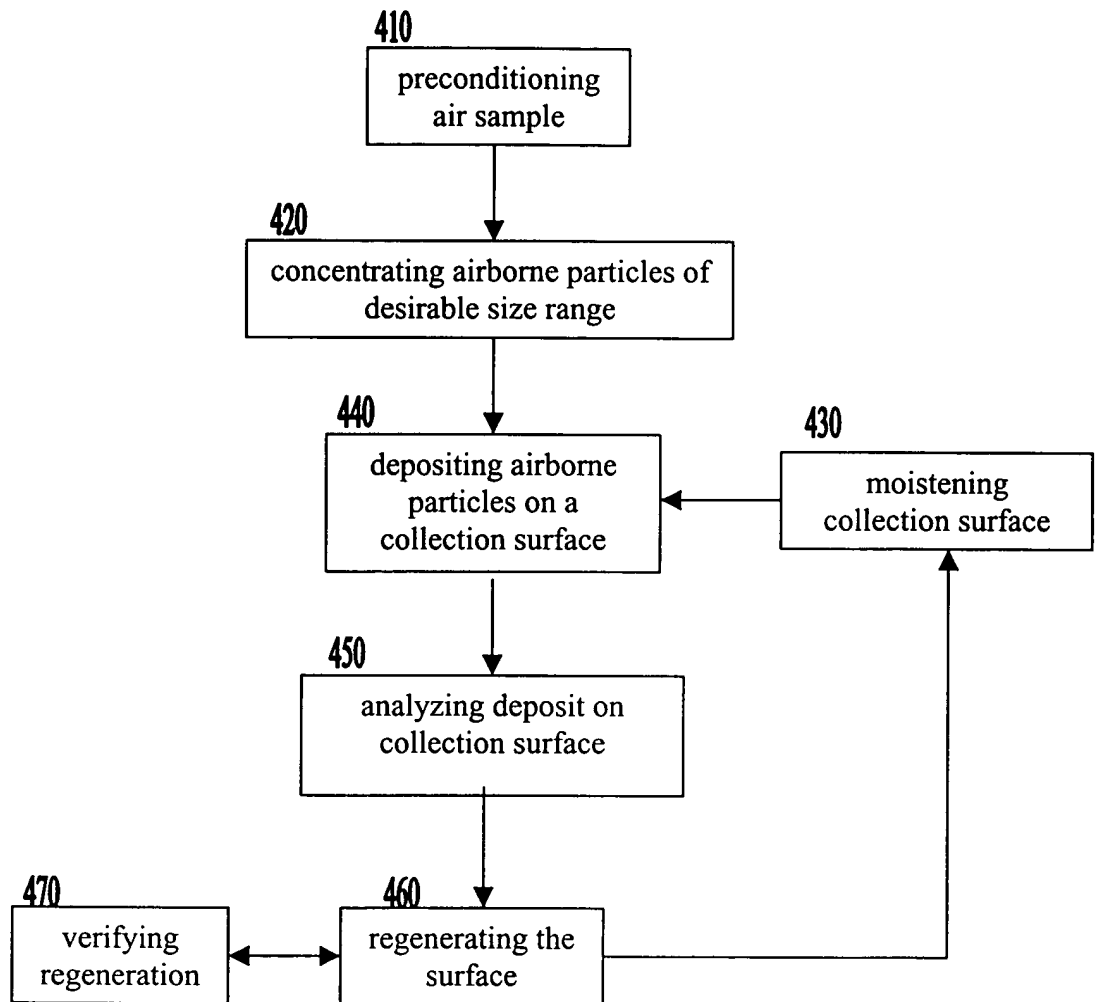 410
preconditioning
air sample
420
concentrating airborne particles of
desirable size range
440
depositing airborne
particles on a
collection surface
430
moistening
collection surface
450
analyzing deposit on
collection surface
470
verifying
regeneration
460
regenerating the
surface